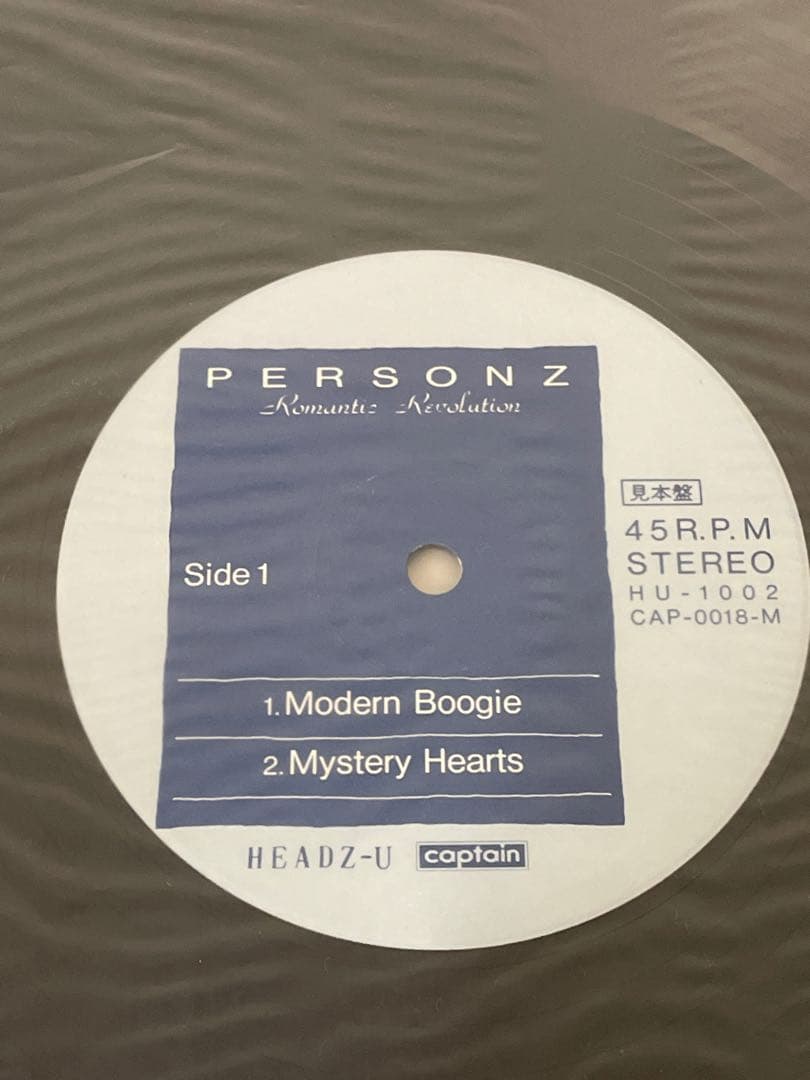 PERSONZ
Romantic Revolution
見本盤
45R.P.M
STEREO
HU-1002
CAP-0018-M
Side 1
1. Modern Boogie
2. Mystery Hearts
HEADZ-U captain